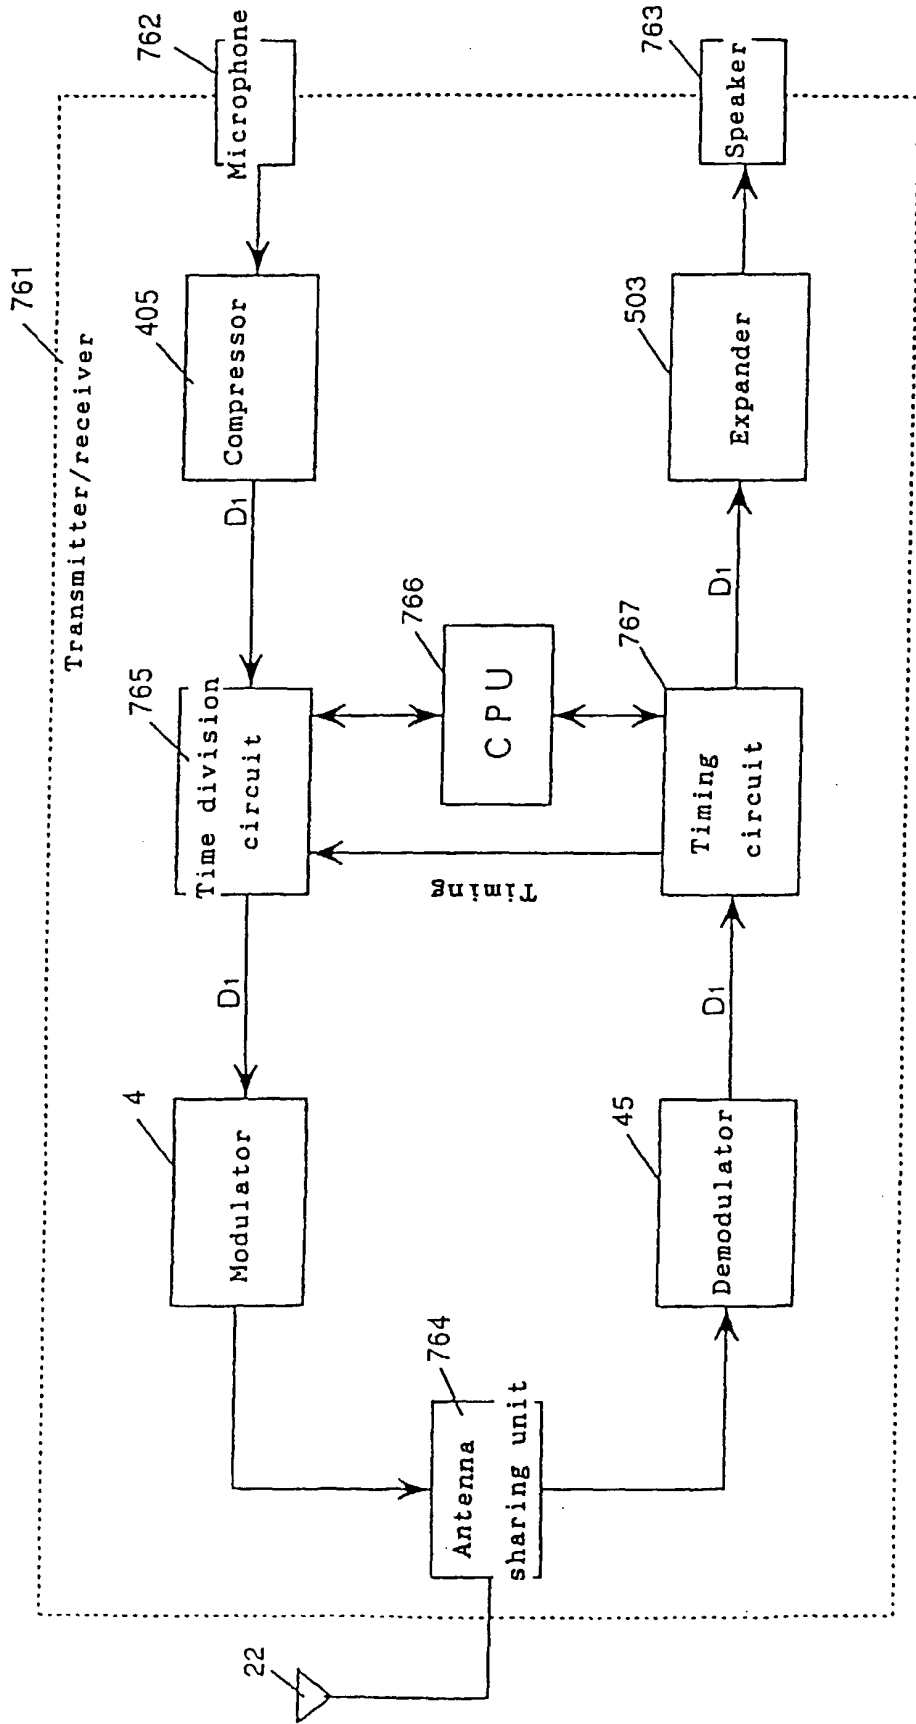 761
Transmitter/receiver
22
764
Antenna
sharing unit
4
Modulator
D1
765
Time division
circuit
D1
405
Compressor
762
Microphone
Timing
766
CPU
45
Demodulator
D1
767
Timing
circuit
D1
503
Expander
763
Speaker